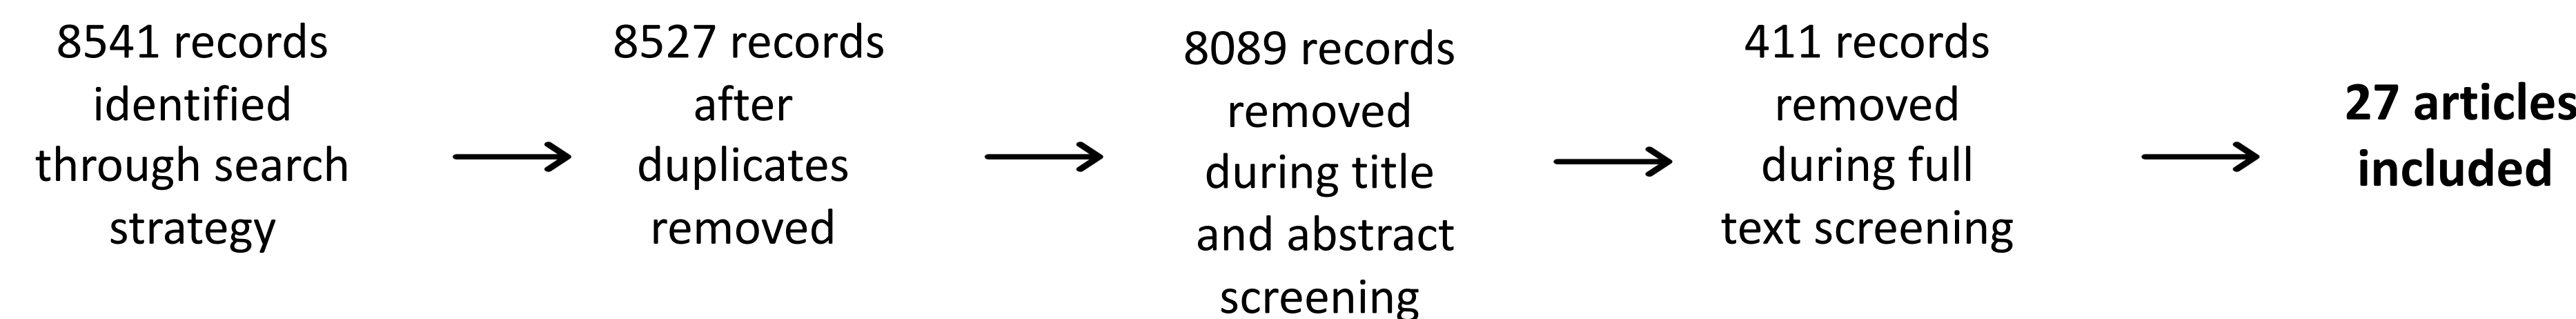 8541 records
identified
through search
strategy
8527 records
after
duplicates
removed
8089 records
removed
during title
and abstract
screening
411 records
removed
during full
text screening
27 articles
included